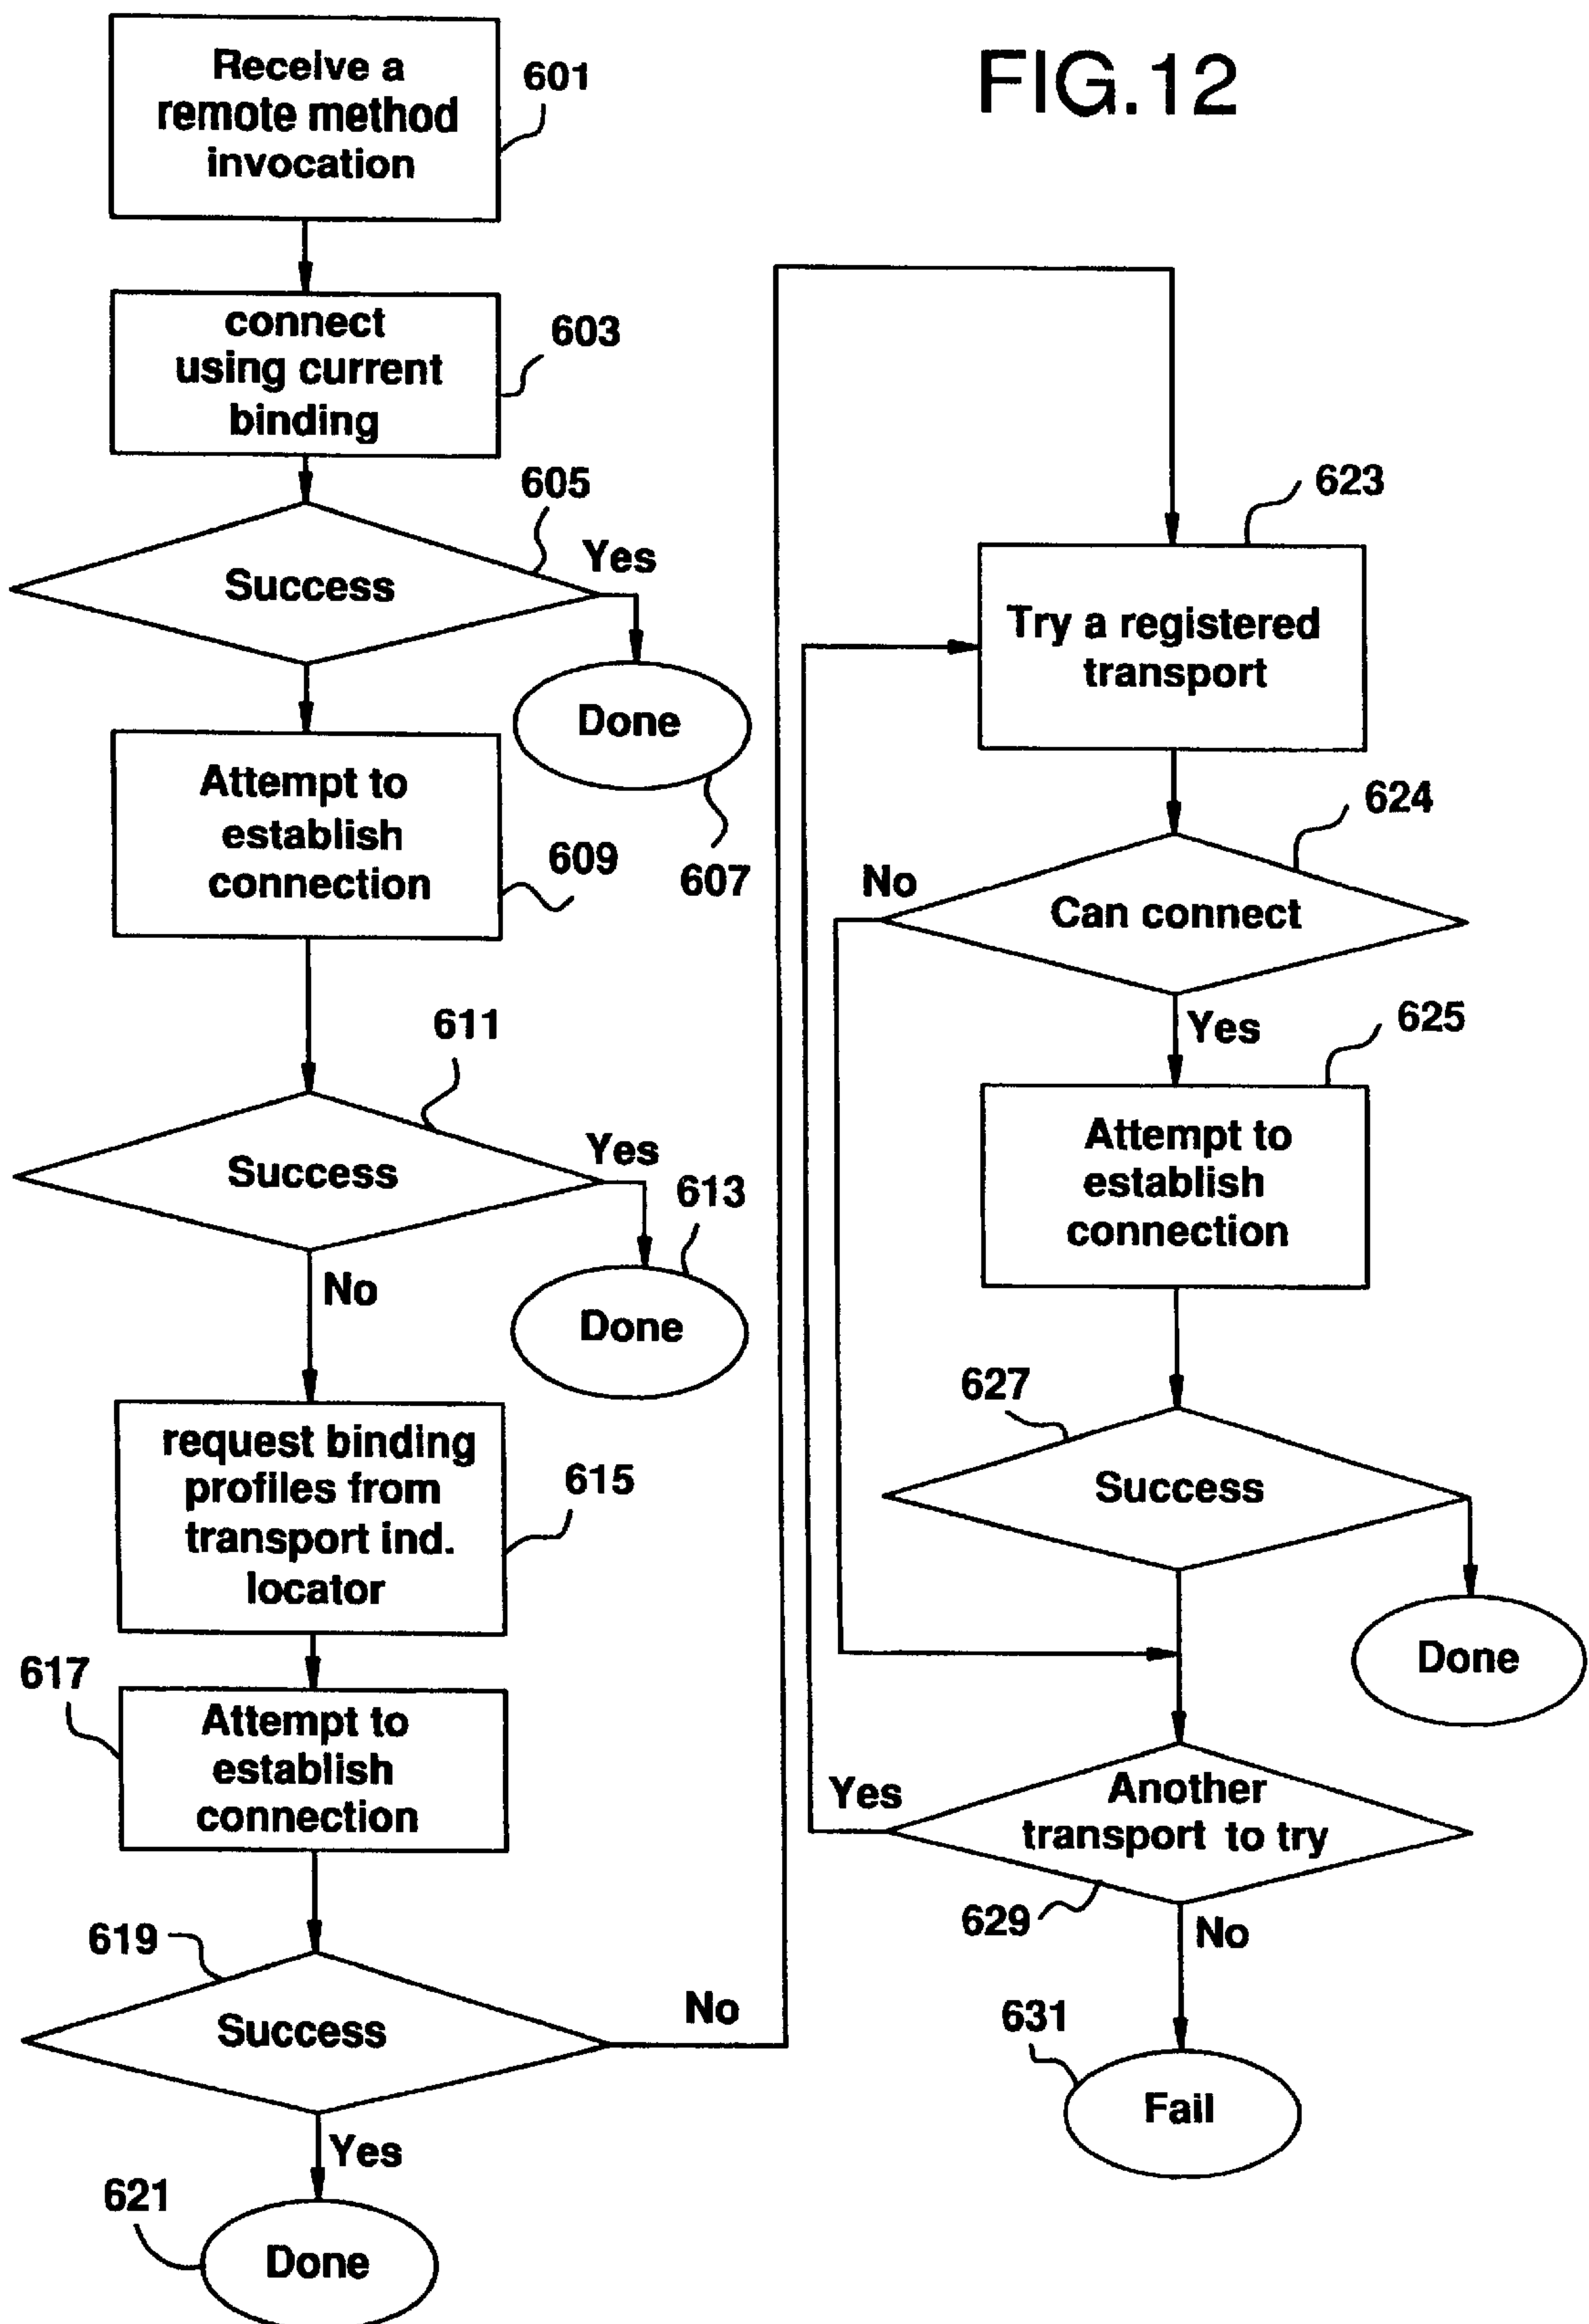 FIG.12
Receive a
remote method
invocation
601
connect
using current
binding
603
605
Success
Yes
Done
607
Attempt to
establish
connection
609
611
Success
Yes
613
Done
No
request binding
profiles from
transport ind.
locator
615
617
Attempt to
establish
connection
619
Success
No
Yes
621
Done
623
Try a registered
transport
624
No
Can connect
Yes
625
Attempt to
establish
connection
627
Success
Done
Yes
Another
transport to try
629
No
631
Fail